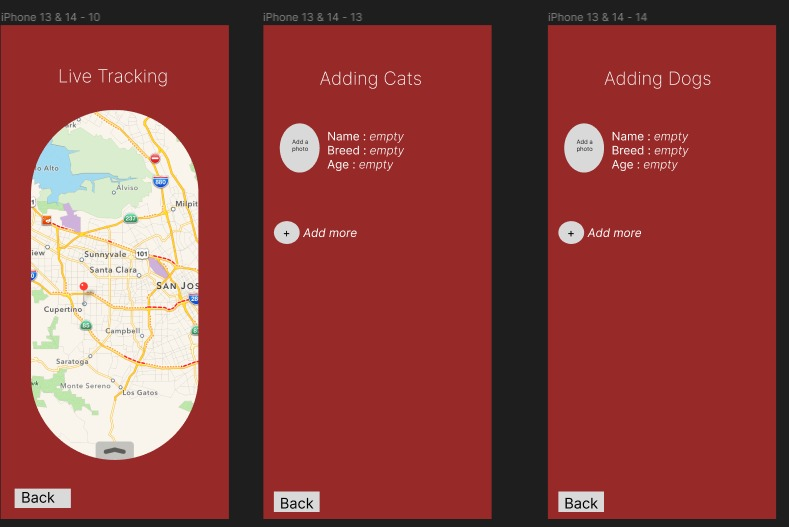 iPhone 13 & 14 - 10
iPhone 13 & 14 - 13
iPhone 13 & 14 - 14
Live Tracking
Alviso
880
Milpit
237
Sunnyvale
101
Santa Clara
SAN JOS
Cupertino
85
Campbell
Saratoga
Monte Sereno
Los Gatos
Back
Adding Cats
Add a
photo
Name : empty
Breed : empty
Age : empty
+ Add more
Back
Adding Dogs
Add a
photo
Name : empty
Breed : empty
Age : empty
+ Add more
Back